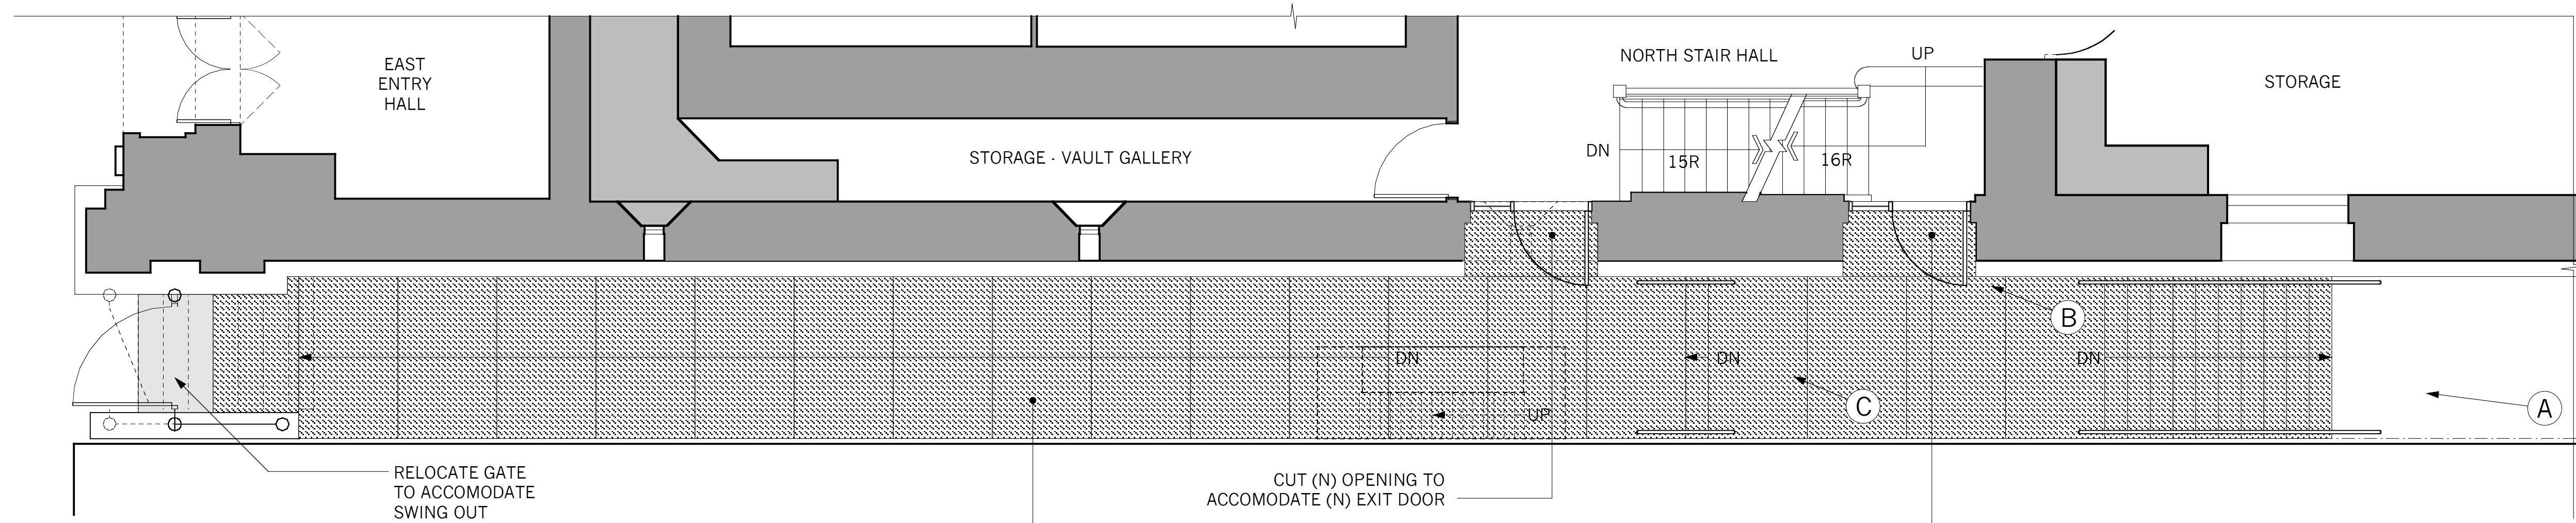 EAST
ENTRY
HALL
NORTH STAIR HALL
UP
STORAGE
STORAGE - VAULT GALLERY
DN
15R
16R
B
DN
DN
DN
C
A
UP
RELOCATE GATE
TO ACCOMODATE
SWING OUT
CUT (N) OPENING TO
ACCOMODATE (N) EXIT DOOR